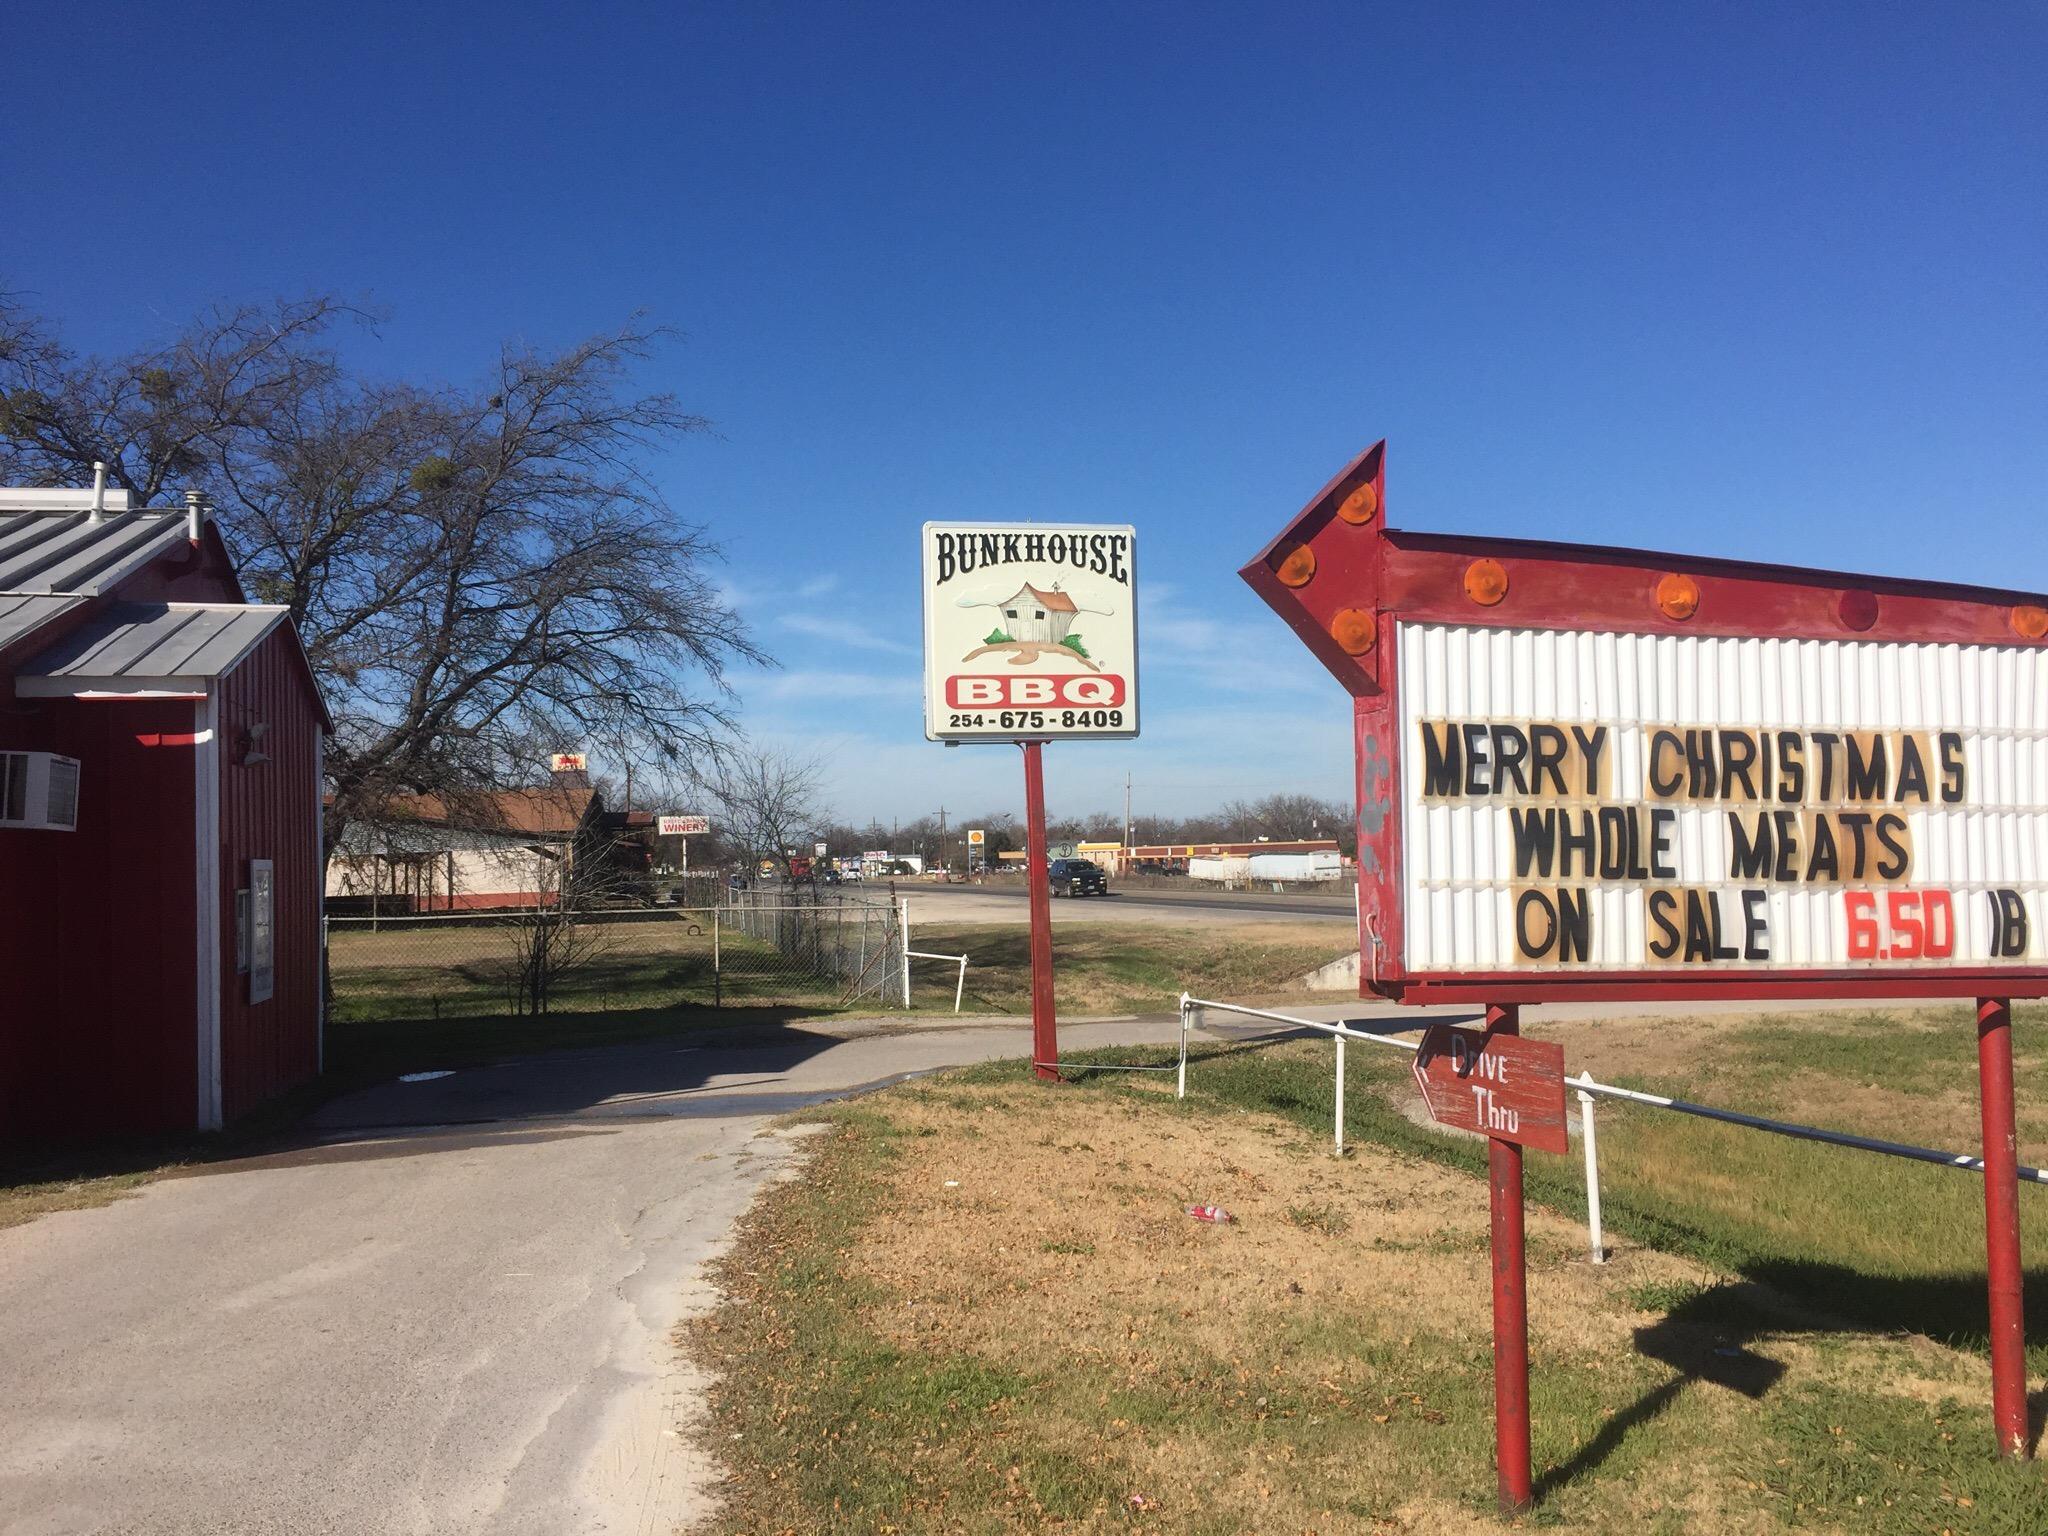 BUNKHOUSE
BBQ
254-675-8409
MERRY CHRISTMAS
WHOLE MEATS
ON SALE 6.50 lB
Drive
Thru
WINERY